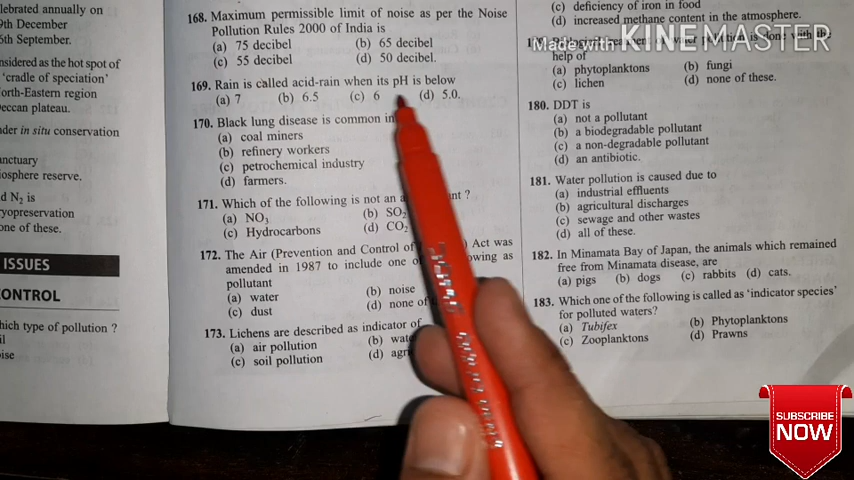 elebrated annually on
9th December
5th September.
nsidered as the hot spot of
'cradle of speciation'
orth-Eastern region
eccan plateau.
nder in situ conservation
nctuary
iosphere reserve.
d N2 is
ryopreservation
one of these.
ISSUES
ONTROL
hich type of pollution ?
il
oise
168. Maximum permissible limit of noise as per the Noise
Pollution Rules 2000 of India is
(a) 75 decibel (b) 65 decibel
(c) 55 decibel (d) 50 decibel.
169. Rain is called acid-rain when its pH is below
(a) 7 (b) 6.5 (c) 6 (d) 5.0.
170. Black lung disease is common in
(a) coal miners
(b) refinery workers
(c) petrochemical industry
(d) farmers.
171. Which of the following is not an a nt ?
(a) NO3 (b) SO2
(c) Hydrocarbons (d) CO2
172. The Air (Prevention and Control of ) Act was
amended in 1987 to include one o owing as
pollutant
(a) water (b) noise
(c) dust (d) none of
173. Lichens are described as indicator of
(a) air pollution (b) wat
(c) soil pollution (d) agri
(c) deficiency of iron in food
(d) increased methane content in the atmosphere.
Made with KINEMASTER
pollution is done with the
help of
(a) phytoplanktons (b) fungi
(c) lichen (d) none of these.
180. DDT is
(a) not a pollutant
(b) a biodegradable pollutant
(c) a non-degradable pollutant
(d) an antibiotic.
181. Water pollution is caused due to
(a) industrial effluents
(b) agricultural discharges
(c) sewage and other wastes
(d) all of these.
182. In Minamata Bay of Japan, the animals which remained
free from Minamata disease, are
(a) pigs (b) dogs (c) rabbits (d) cats.
183. Which one of the following is called as 'indicator species'
for polluted waters?
(a) Tubifex (b) Phytoplanktons
(c) Zooplanktons (d) Prawns
SUBSCRIBE
NOW